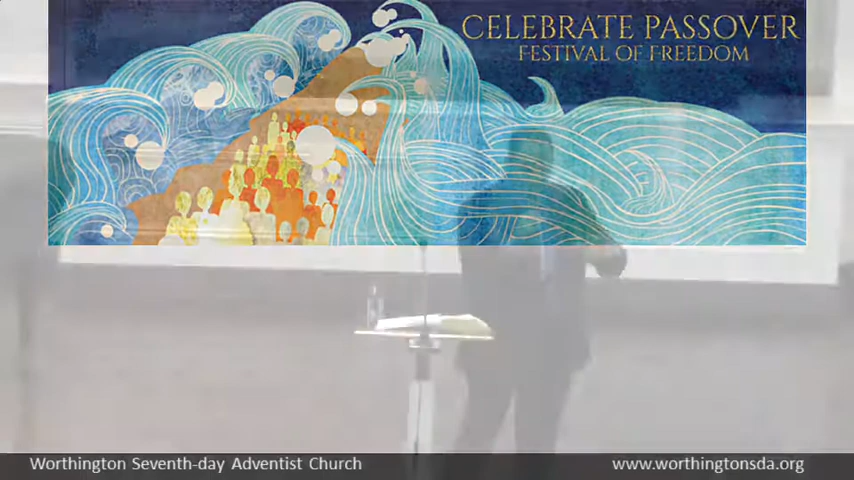 CELEBRATE PASSOVER
FESTIVAL OF FREEDOM
Worthington Seventh-day Adventist Church
www.worthingtonsda.org